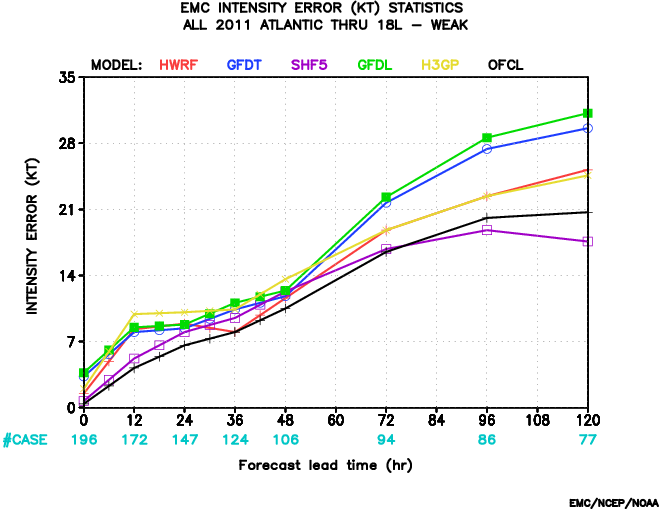 EMC INTENSITY ERROR (KT) STATISTICS
ALL 2011 ATLANTIC THRU 18L – WEAK
MODEL: HWRF GFDT SHF5 GFDL H3GP OFCL
35
28
21
14
7
0
INTENSITY ERROR (KT)
0 12 24 36 48 60 72 84 96 108 120
#CASE 196 172 147 124 106 94 86 77
Forecast lead time (hr)
EMC/NCEP/NOAA